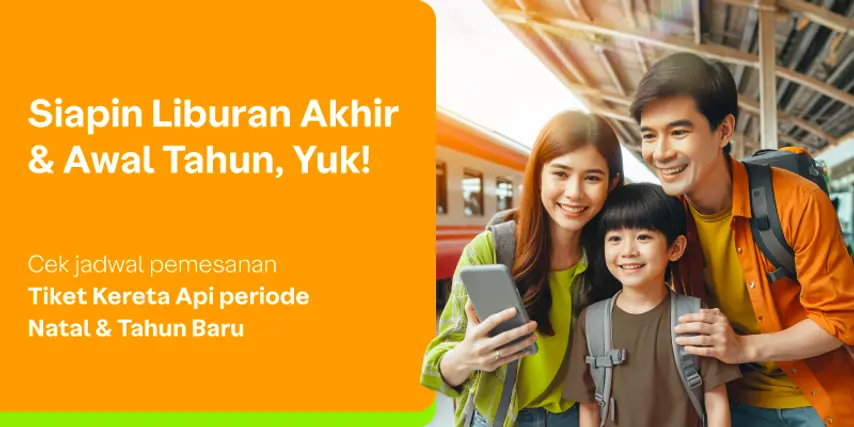 Siapin Liburan Akhir
& Awal Tahun, Yuk!
Cek jadwal pemesanan
Tiket Kereta Api periode
Natal & Tahun Baru